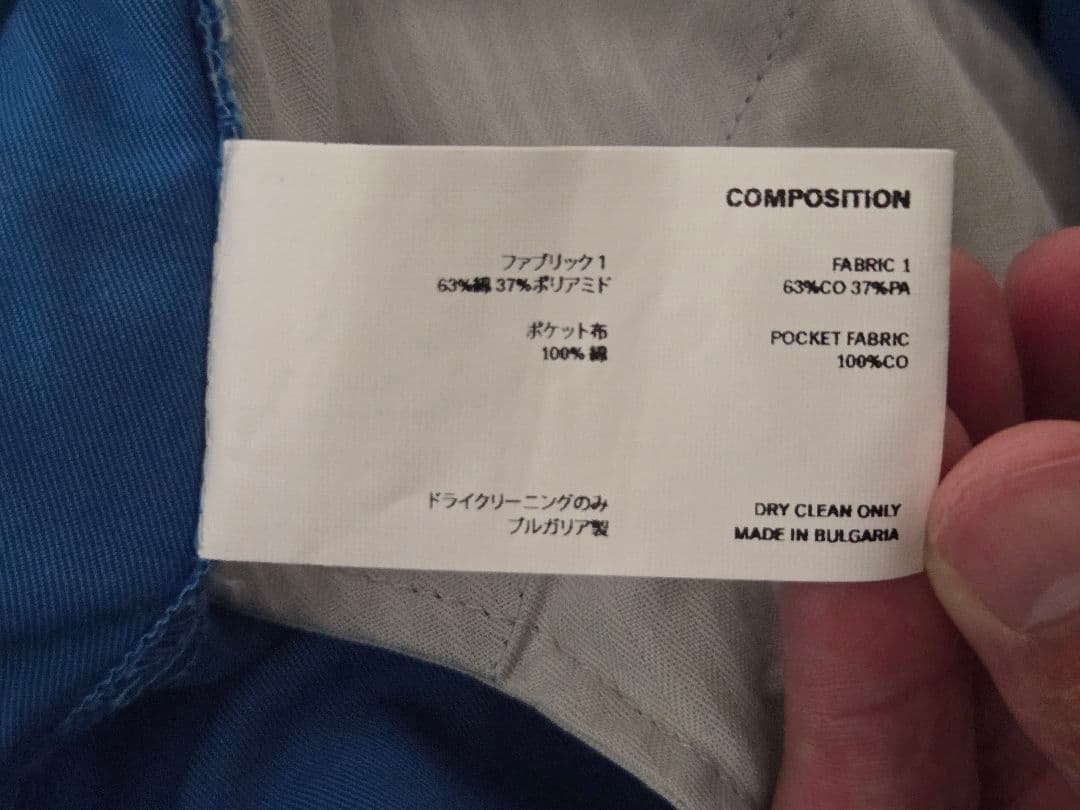 COMPOSITION
ファブリック 1
63%綿 37%ポリアミド
ポケット布
100% 綿
ドライクリーニングのみ
ブルガリア製
FABRIC 1
63%CO 37%PA
POCKET FABRIC
100%CO
DRY CLEAN ONLY
MADE IN BULGARIA